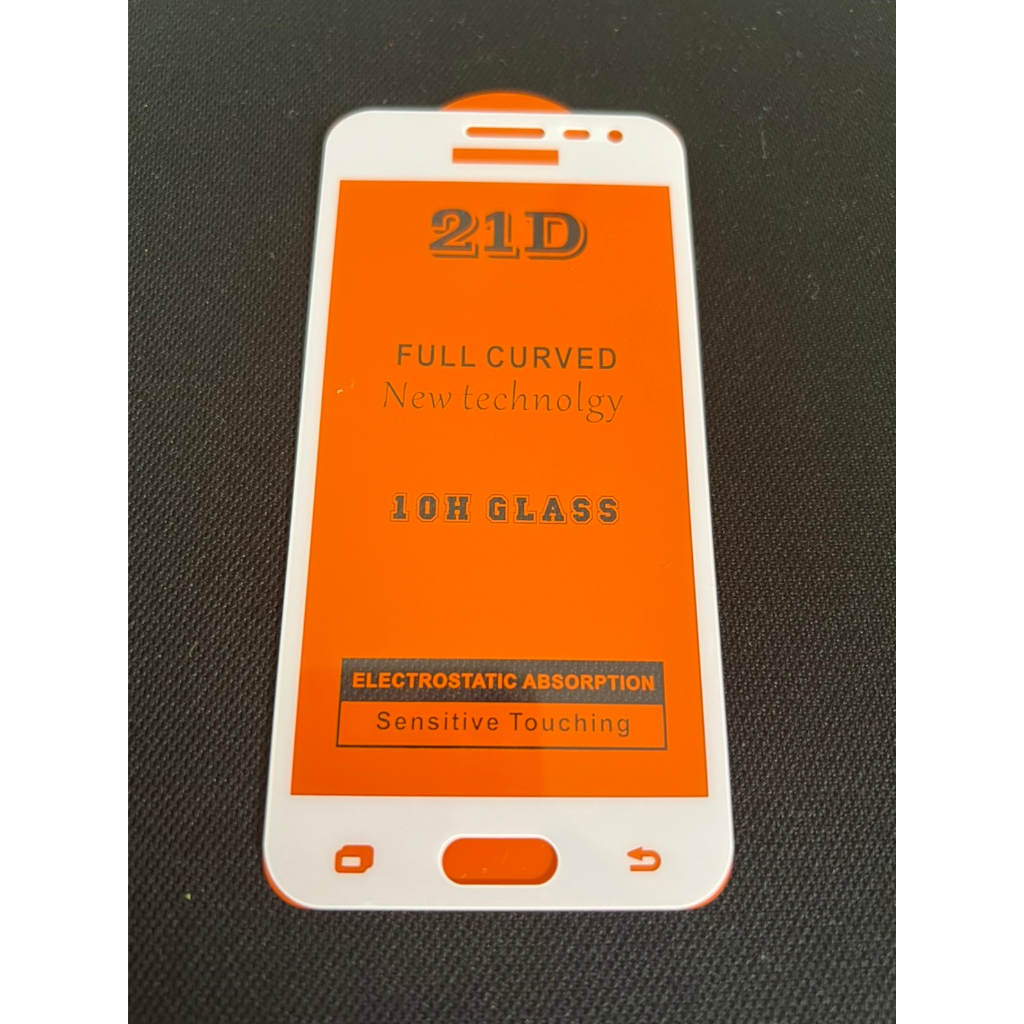 21D
FULL CURVED
New technolgy
10H GLASS
ELECTROSTATIC ABSORPTION
Sensitive Touching